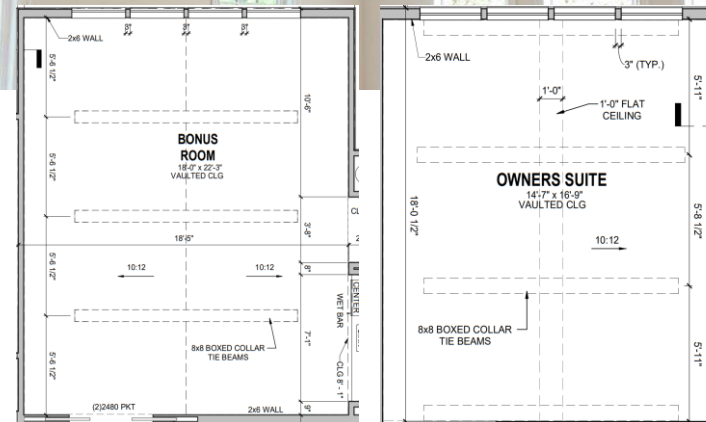 2x6 WALL
5'-6 1/2"
5'-6 1/2"
5'-6 1/2"
5'-6 1/2"
BONUS
ROOM
18'-0" x 22'-3"
VAULTED CLG
10'-6"
3'-8"
18'-5"
10:12
10:12
8"
7'-1"
9"
8x8 BOXED COLLAR
TIE BEAMS
WET BAR
CENTER
CLG 8' - 1"
(2)2480 PKT
2x6 WALL
2x6 WALL
3" (TYP.)
1'-0"
1'-0" FLAT
CEILING
5'-11"
OWNERS SUITE
14'-7" x 16'-9"
VAULTED CLG
18'-0 1/2"
5'-8 1/2"
10:12
8x8 BOXED COLLAR
TIE BEAMS
5'-11"